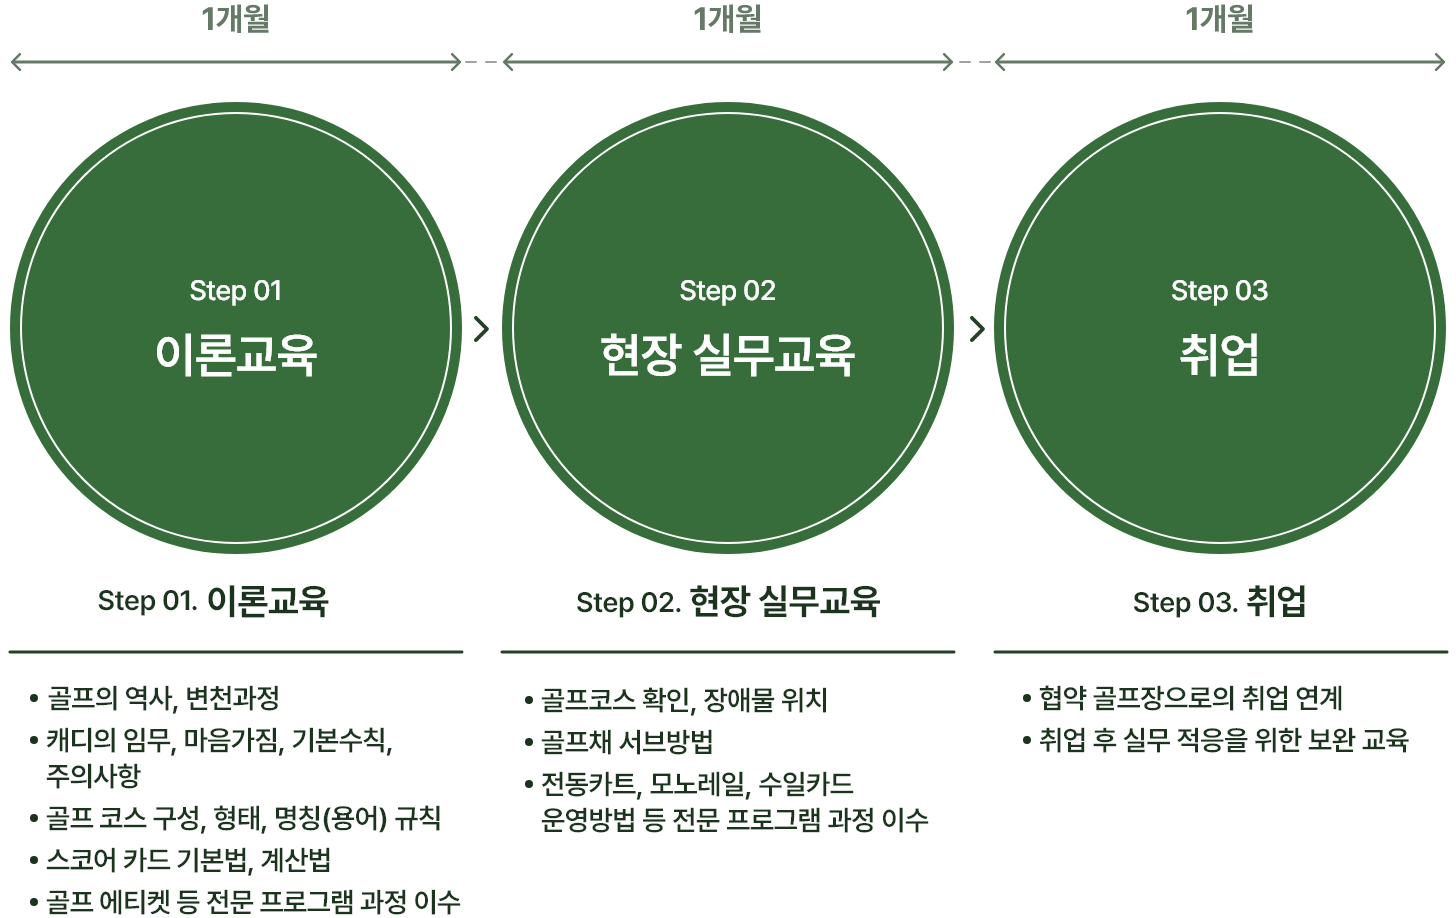 1개월
1개월
1개월
Step 01
이론교육
Step 02
현장 실무교육
Step 03
취업
Step 01. 이론교육
• 골프의 역사, 변천과정
• 캐디의 임무, 마음가짐, 기본수칙,
주의사항
• 골프 코스 구성, 형태, 명칭(용어) 규칙
• 스코어 카드 기본법, 계산법
• 골프 에티켓 등 전문 프로그램 과정 이수
Step 02. 현장 실무교육
• 골프코스 확인, 장애물 위치
• 골프채 서브방법
• 전동카트, 모노레일, 수일카드
운영방법 등 전문 프로그램 과정 이수
Step 03. 취업
• 협약 골프장으로의 취업 연계
• 취업 후 실무 적응을 위한 보완 교육